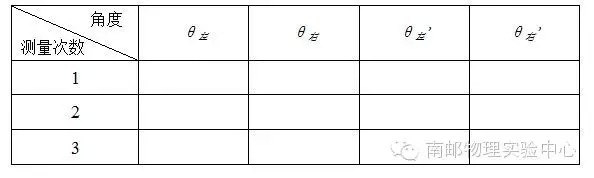 角度
测量次数
θ左 θ右 θ左' θ右'
1
2
3
南邮物理实验中心